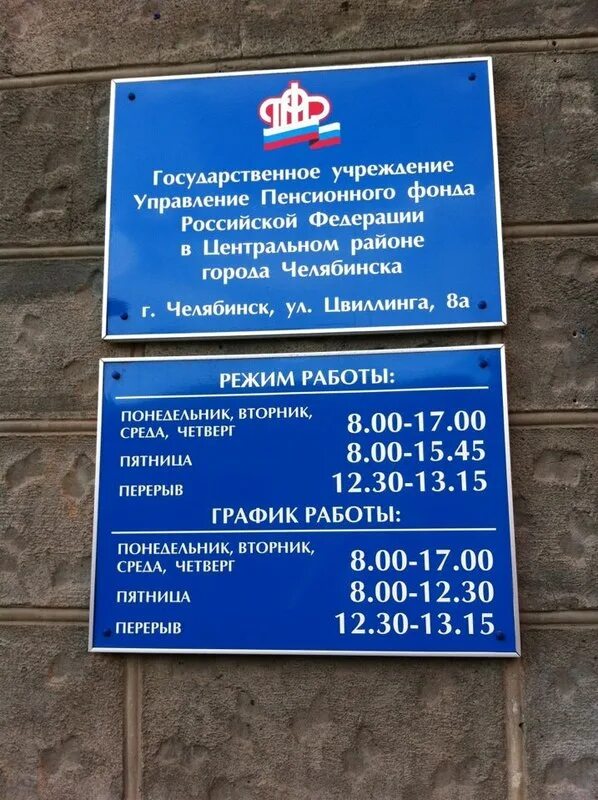 Государственное учреждение
Управление Пенсионного фонда
Российской Федерации
в Центральном районе
города Челябинска
г. Челябинск, ул. Цвиллинга, 8а
РЕЖИМ РАБОТЫ:
ПОНЕДЕЛЬНИК, ВТОРНИК,
СРЕДА, ЧЕТВЕРГ 8.00-17.00
ПЯТНИЦА 8.00-15.45
ПЕРЕРЫВ 12.30-13.15
ГРАФИК РАБОТЫ:
ПОНЕДЕЛЬНИК, ВТОРНИК,
СРЕДА, ЧЕТВЕРГ 8.00-17.00
ПЯТНИЦА 8.00-12.30
ПЕРЕРЫВ 12.30-13.15